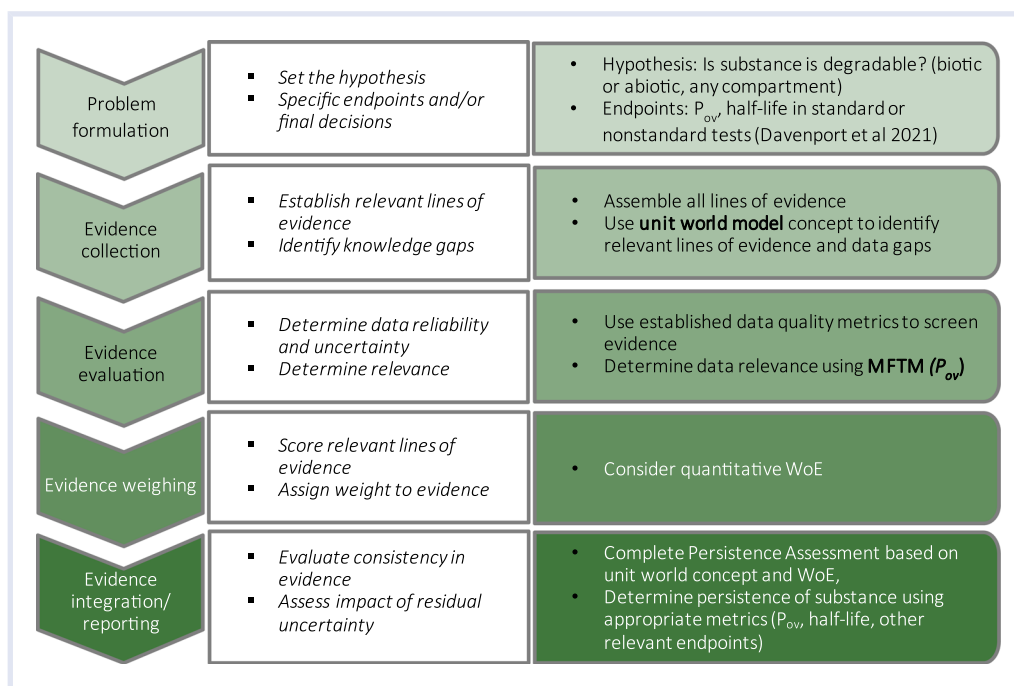 Problem
formulation
▪ Set the hypothesis
▪ Specific endpoints and/or
final decisions
• Hypothesis: Is substance is degradable? (biotic
or abiotic, any compartment)
• Endpoints: Pov, half-life in standard or
nonstandard tests (Davenport et al 2021)
Evidence
collection
▪ Establish relevant lines of
evidence
▪ Identify knowledge gaps
• Assemble all lines of evidence
• Use unit world model concept to identify
relevant lines of evidence and data gaps
Evidence
evaluation
▪ Determine data reliability
and uncertainty
▪ Determine relevance
• Use established data quality metrics to screen
evidence
• Determine data relevance using MFTM (Pov)
Evidence weighing
▪ Score relevant lines of
evidence
▪ Assign weight to evidence
• Consider quantitative WoE
Evidence
integration/
reporting
▪ Evaluate consistency in
evidence
▪ Assess impact of residual
uncertainty
• Complete Persistence Assessment based on
unit world concept and WoE,
• Determine persistence of substance using
appropriate metrics (Pov, half-life, other
relevant endpoints)